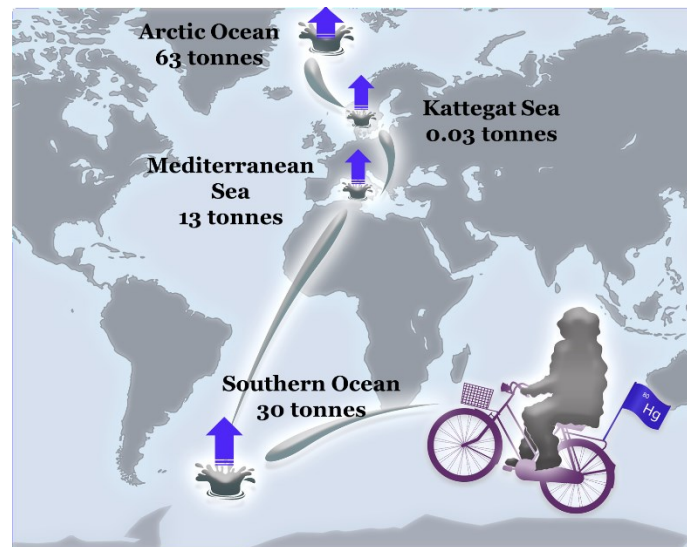 Arctic Ocean
63 tonnes
Kattegat Sea
0.03 tonnes
Mediterranean
Sea
13 tonnes
Southern Ocean
30 tonnes
80
Hg